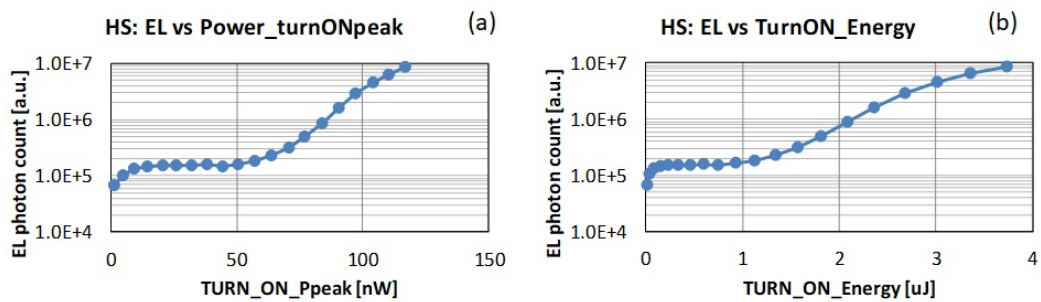 HS: EL vs Power_turnONpeak
(a)
EL photon count [a.u.]
1.0E+7
1.0E+6
1.0E+5
1.0E+4
0 50 100 150
TURN_ON_Ppeak [nW]
HS: EL vs TurnON_Energy
(b)
EL photon count [a.u.]
1.0E+7
1.0E+6
1.0E+5
1.0E+4
0 1 2 3 4
TURN_ON_Energy [uJ]